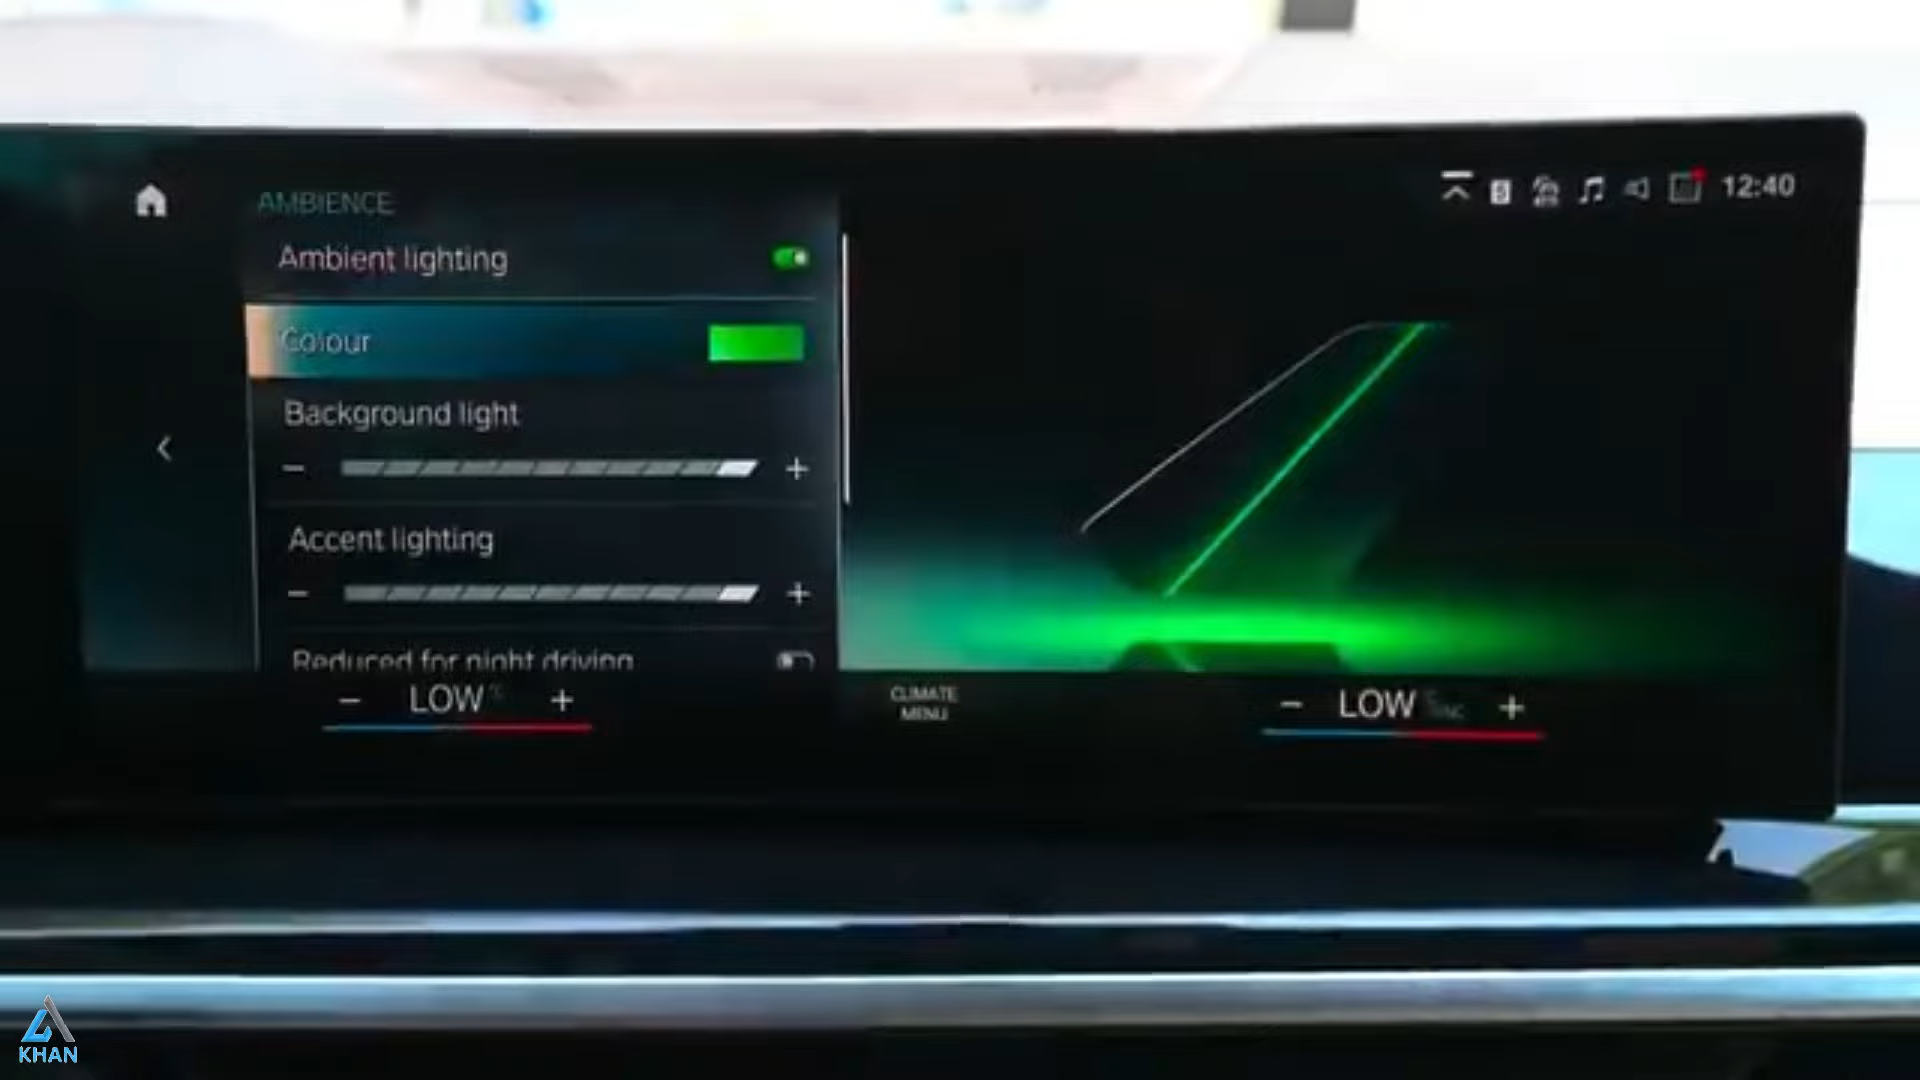 AMBIENCE
12:40
Ambient lighting
Colour
Background light
Accent lighting
Reduced for night driving
− LOW °C +
CLIMATE
MENU
− LOW +
KHAN